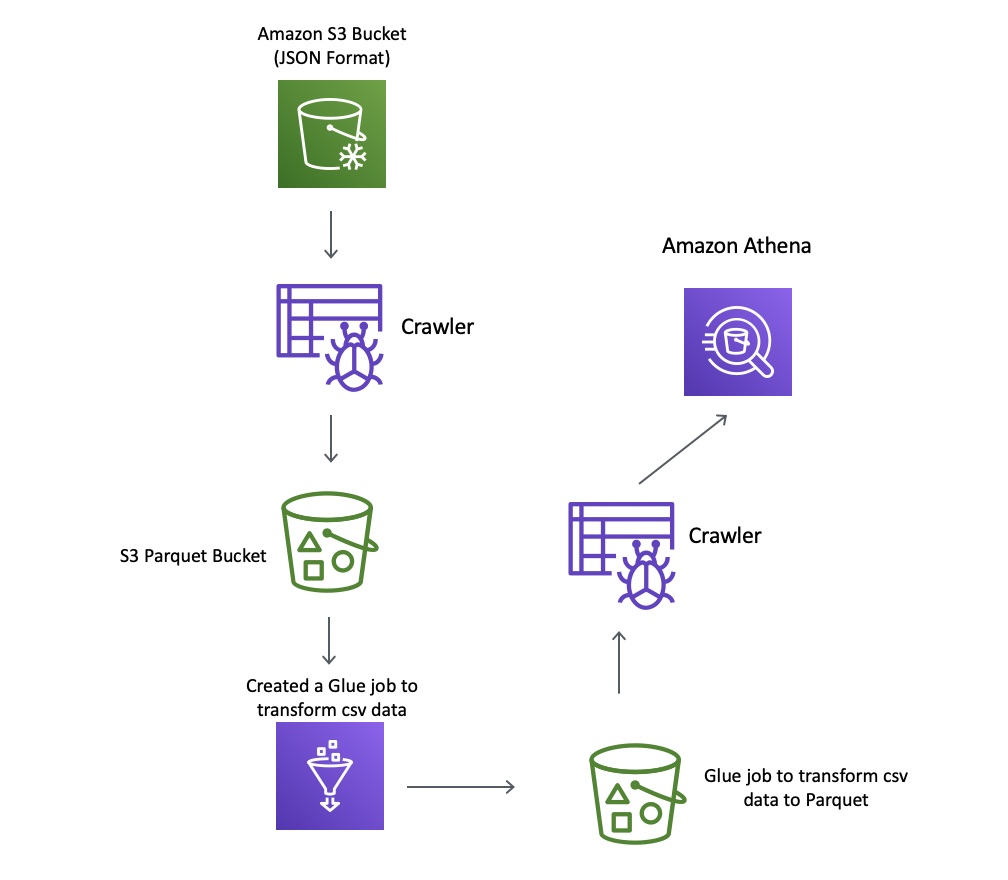 Amazon S3 Bucket
(JSON Format)
Crawler
S3 Parquet Bucket
Created a Glue job to
transform csv data
Glue job to transform csv
data to Parquet
Crawler
Amazon Athena